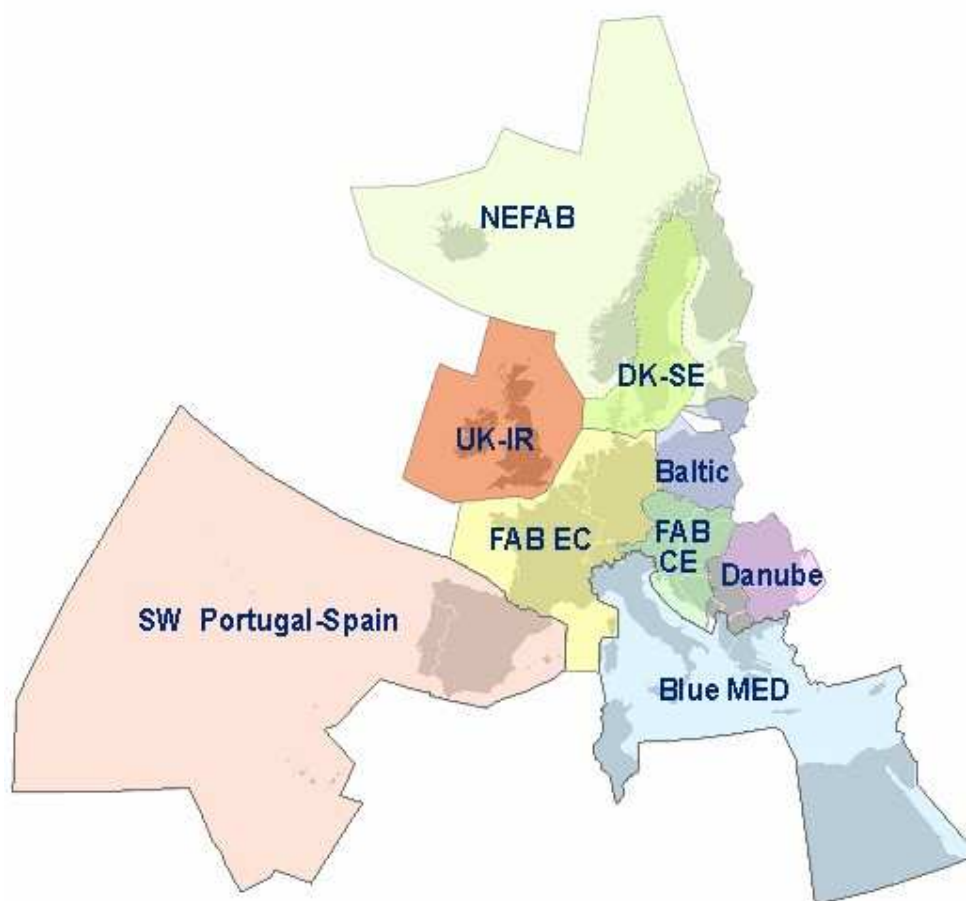 NEFAB
DK-SE
UK-IR
Baltic
FAB EC
FAB
CE
Danube
SW Portugal-Spain
Blue MED